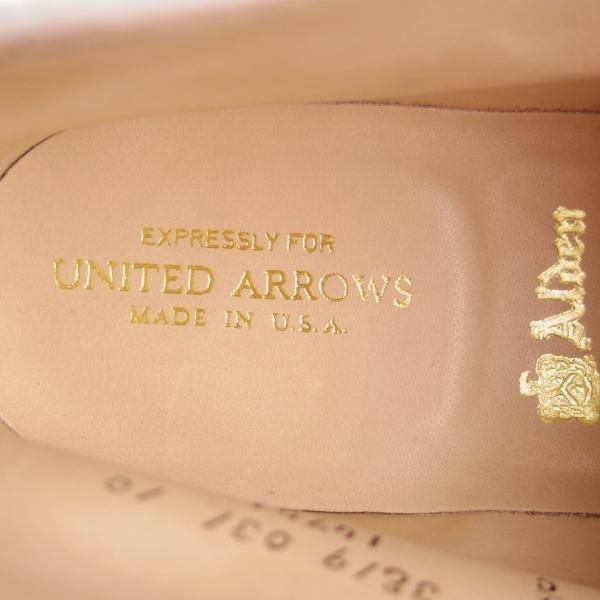 EXPRESSLY FOR
UNITED ARROWS
MADE IN U.S.A.
Alden